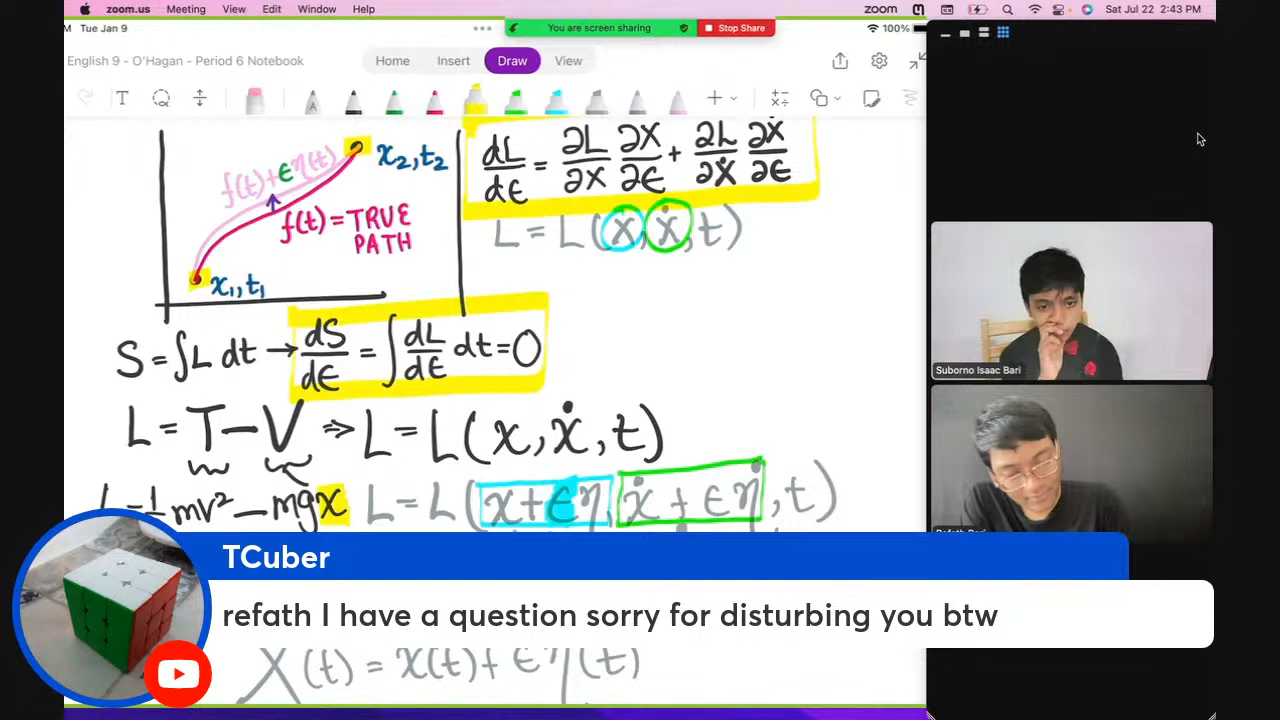 zoom.us Meeting View Edit Window Help
zoom Sat Jul 22 2:43 PM
Tue Jan 9
You are screen sharing Stop Share
100%
English 9 - O'Hagan - Period 6 Notebook
Home Insert Draw View
f(t)+ϵη(t)
x₂,t₂
f(t)=TRUE
PATH
x₁,t₁
dL/dϵ = ∂L/∂X ∂X/∂ϵ + ∂L/∂Ẋ ∂Ẋ/∂ϵ
L = L(ẋ,ẋ,t)
S=∫L dt → dS/dϵ = ∫ dL/dϵ dt=0
L = T–V ⇒ L=L(x,ẋ,t)
L=½mv²–mgx L=L(x+ϵη, ẋ+ϵη̇,t)
Suborno Isaac Bari
TCuber
refath I have a question sorry for disturbing you btw
X(t) = x(t)+ϵη(t)